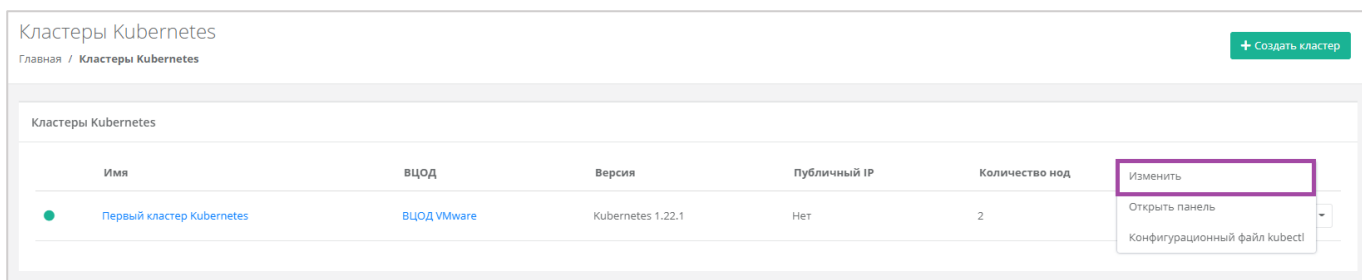 Кластеры Kubernetes
Главная / Кластеры Kubernetes
+ Создать кластер
Кластеры Kubernetes
Имя ВЦОД Версия Публичный IP Количество нод
Изменить
Первый кластер Kubernetes ВЦОД VMware Kubernetes 1.22.1 Нет 2
Открыть панель
Конфигурационный файл kubectl